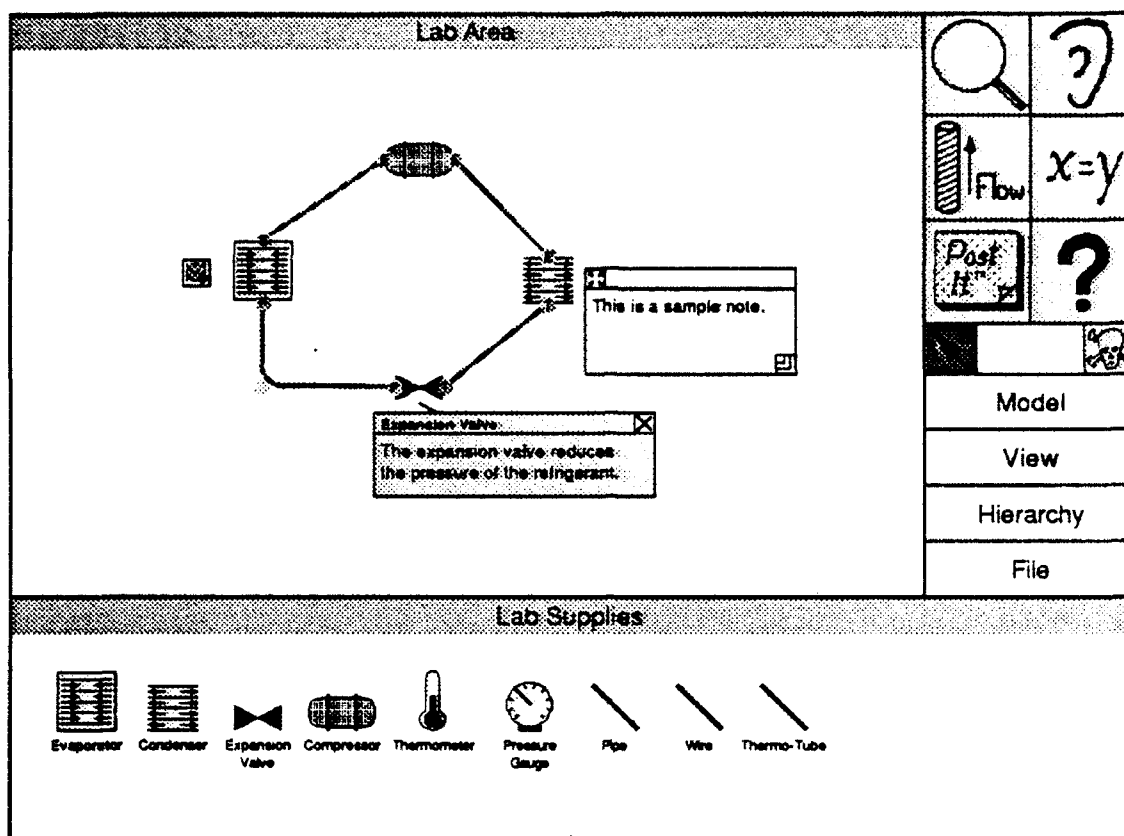 Lab Area
Flow
x=y
Post
It™
?
This is a sample note.
Expansion Valve
The expansion valve reduces
the pressure of the refrigerant.
Model
View
Hierarchy
File
Lab Supplies
Evaporator
Condenser
Expansion
Valve
Compressor
Thermometer
Pressure
Gauge
Pipe
Wire
Thermo-Tube